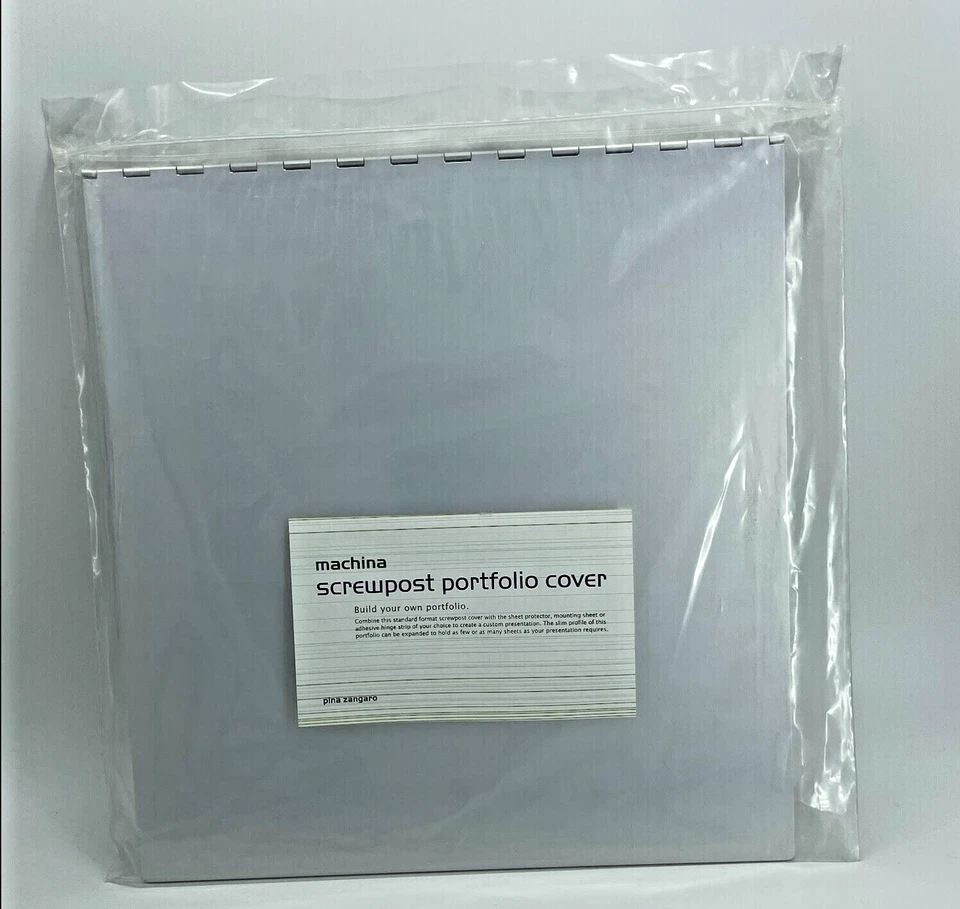 machina
screwpost portfolio cover
Build your own portfolio.
Combine this standard format screwpost cover with the sheet protector, mounting sheet or
adhesive hinge strip of your choice to create a custom presentation. The slim profile of this
portfolio can be expanded to hold as few or as many sheets as your presentation requires.
pina zangaro